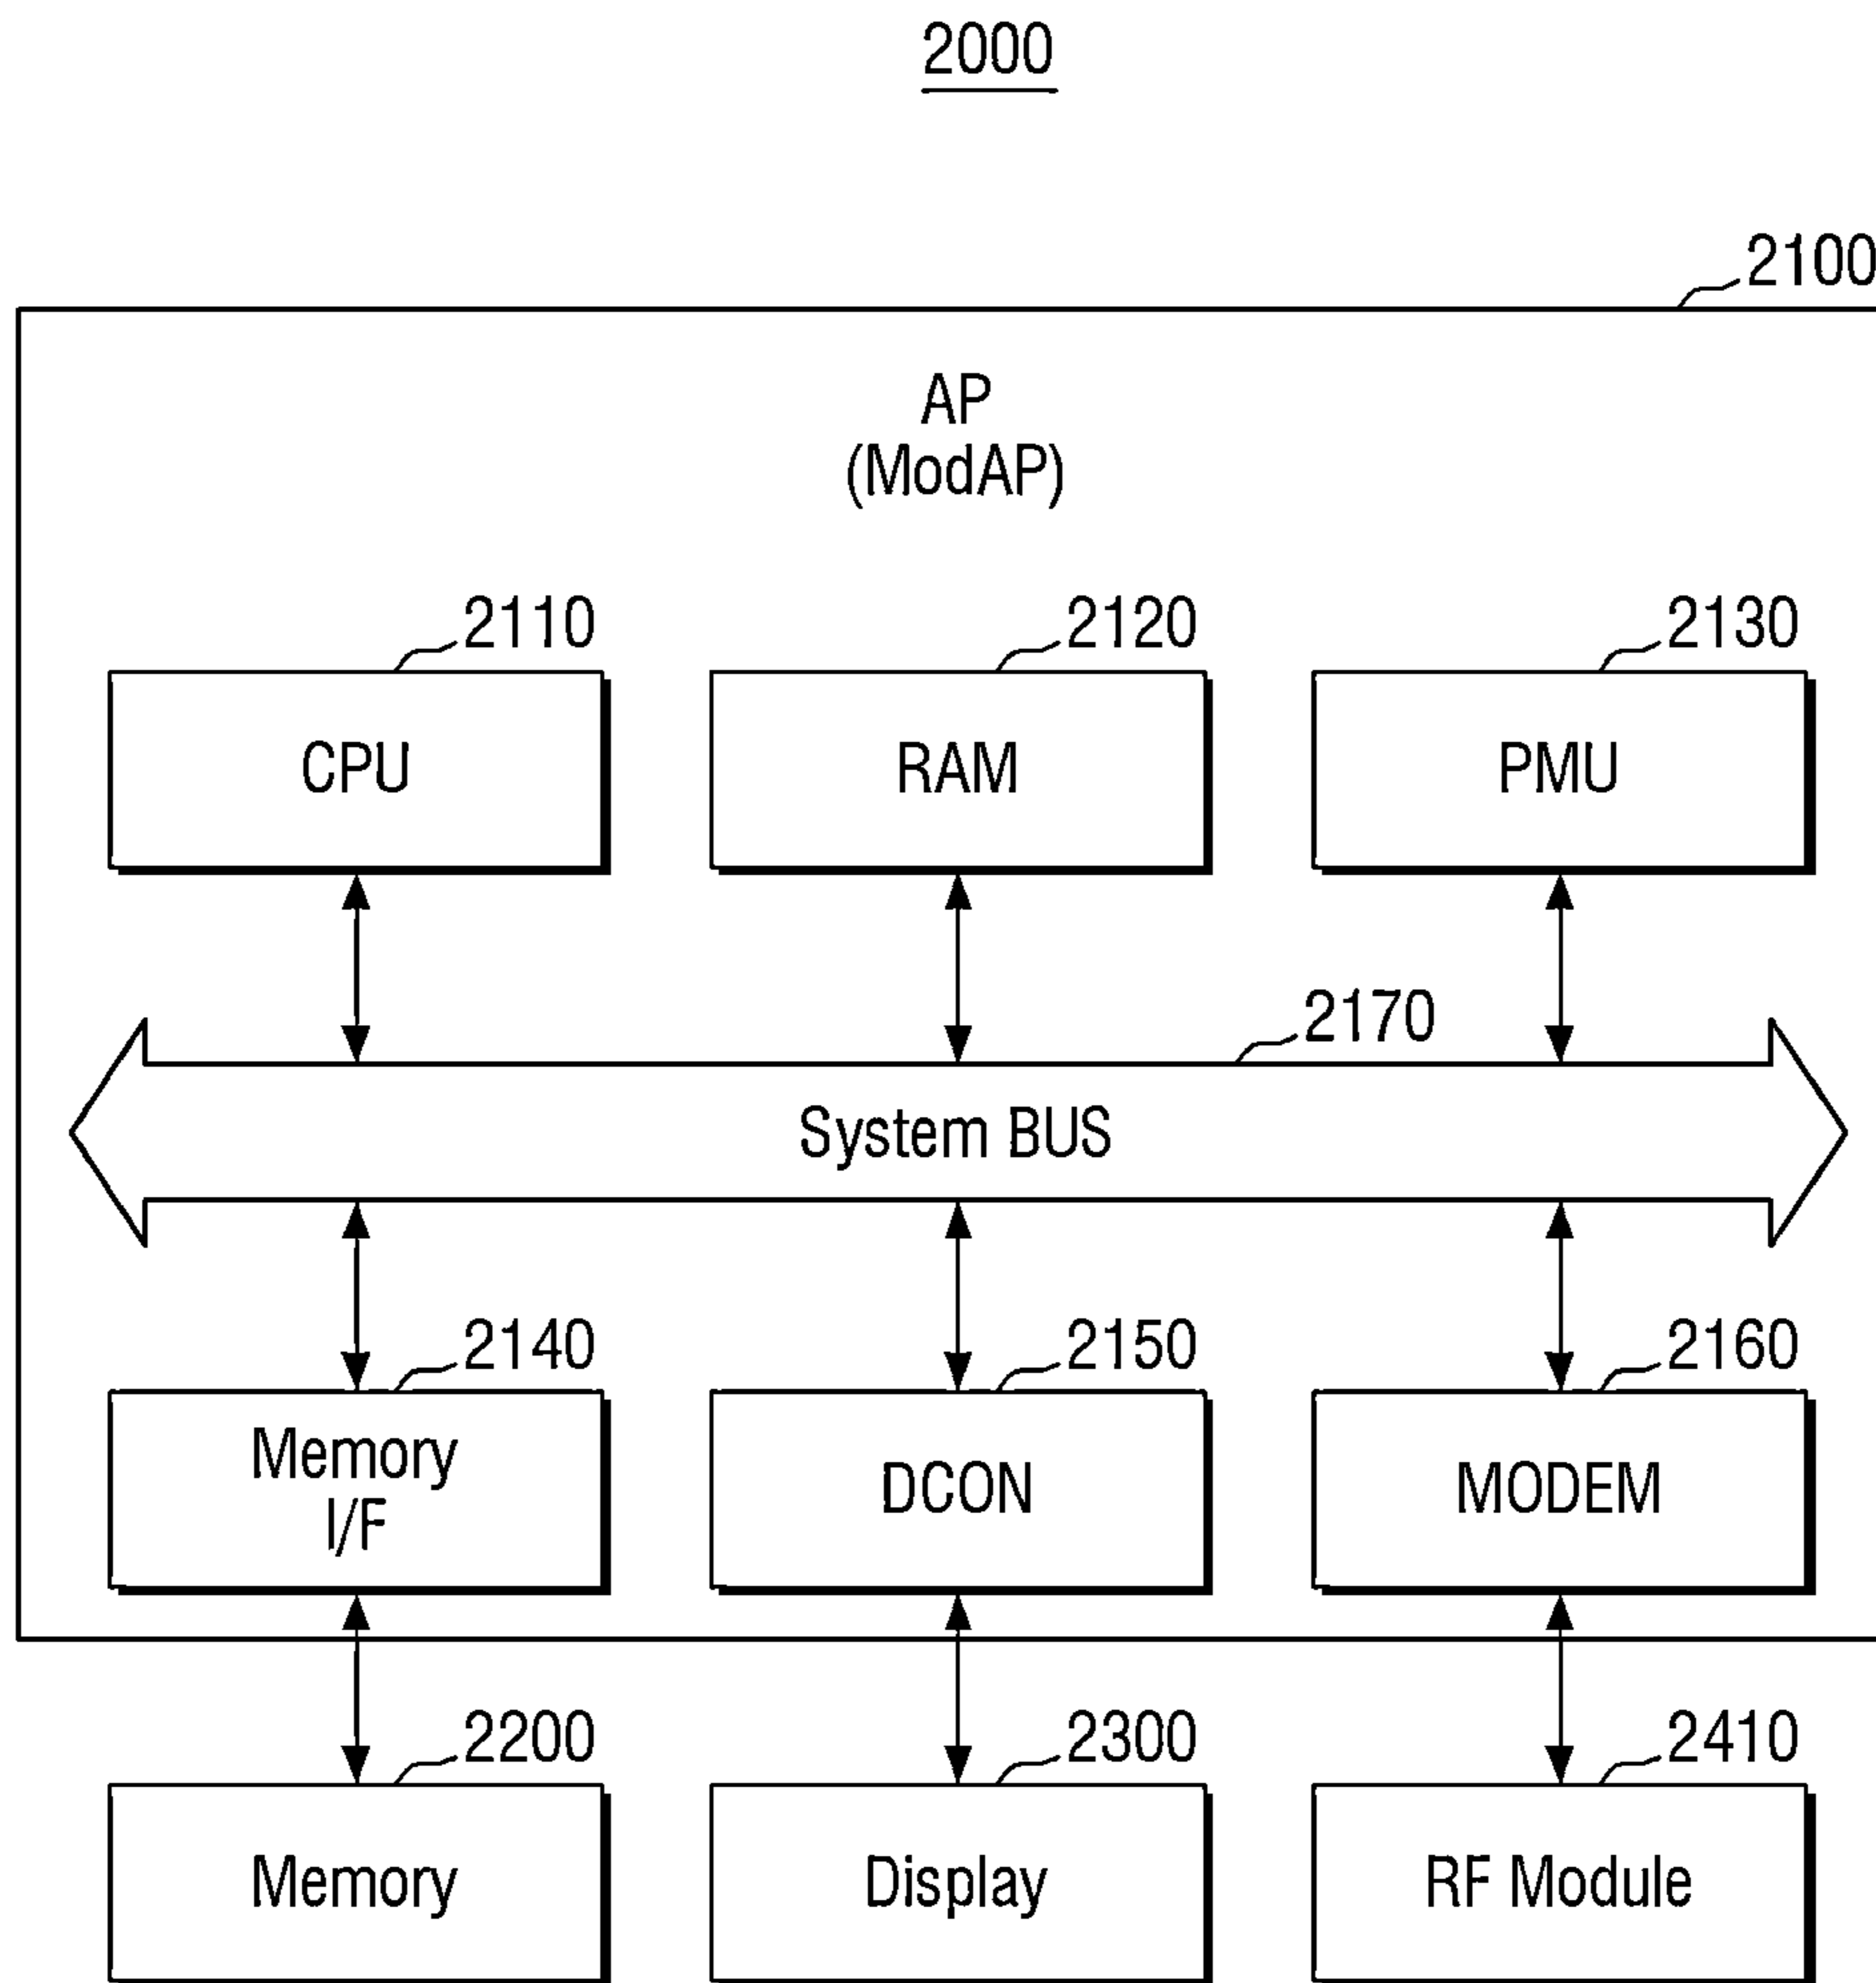 2000
2100
AP
(ModAP)
2110
2120
2130
CPU
RAM
PMU
2170
System BUS
2140
2150
2160
Memory
I/F
DCON
MODEM
2200
2300
2410
Memory
Display
RF Module